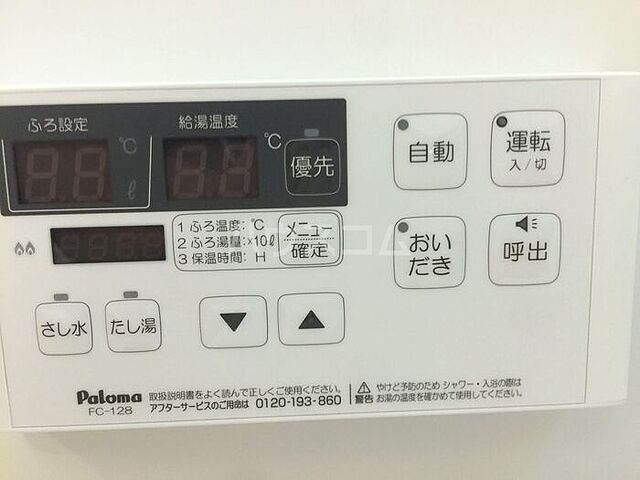 ふろ設定
給湯温度
℃
ℓ
℃
優先
自動
運転
入/切
1 ふろ温度:℃
2 ふろ湯量:×10ℓ
3 保温時間: H
メニュー
確定
おい
だき
呼出
さし水
たし湯
▼
▲
Paloma
FC-128
取扱説明書をよく読んで正しくご使用ください。
アフターサービスのご用命は 0120-193-860
警告
やけど予防のため シャワー・入浴の際は
お湯の温度を確かめて使用してください。